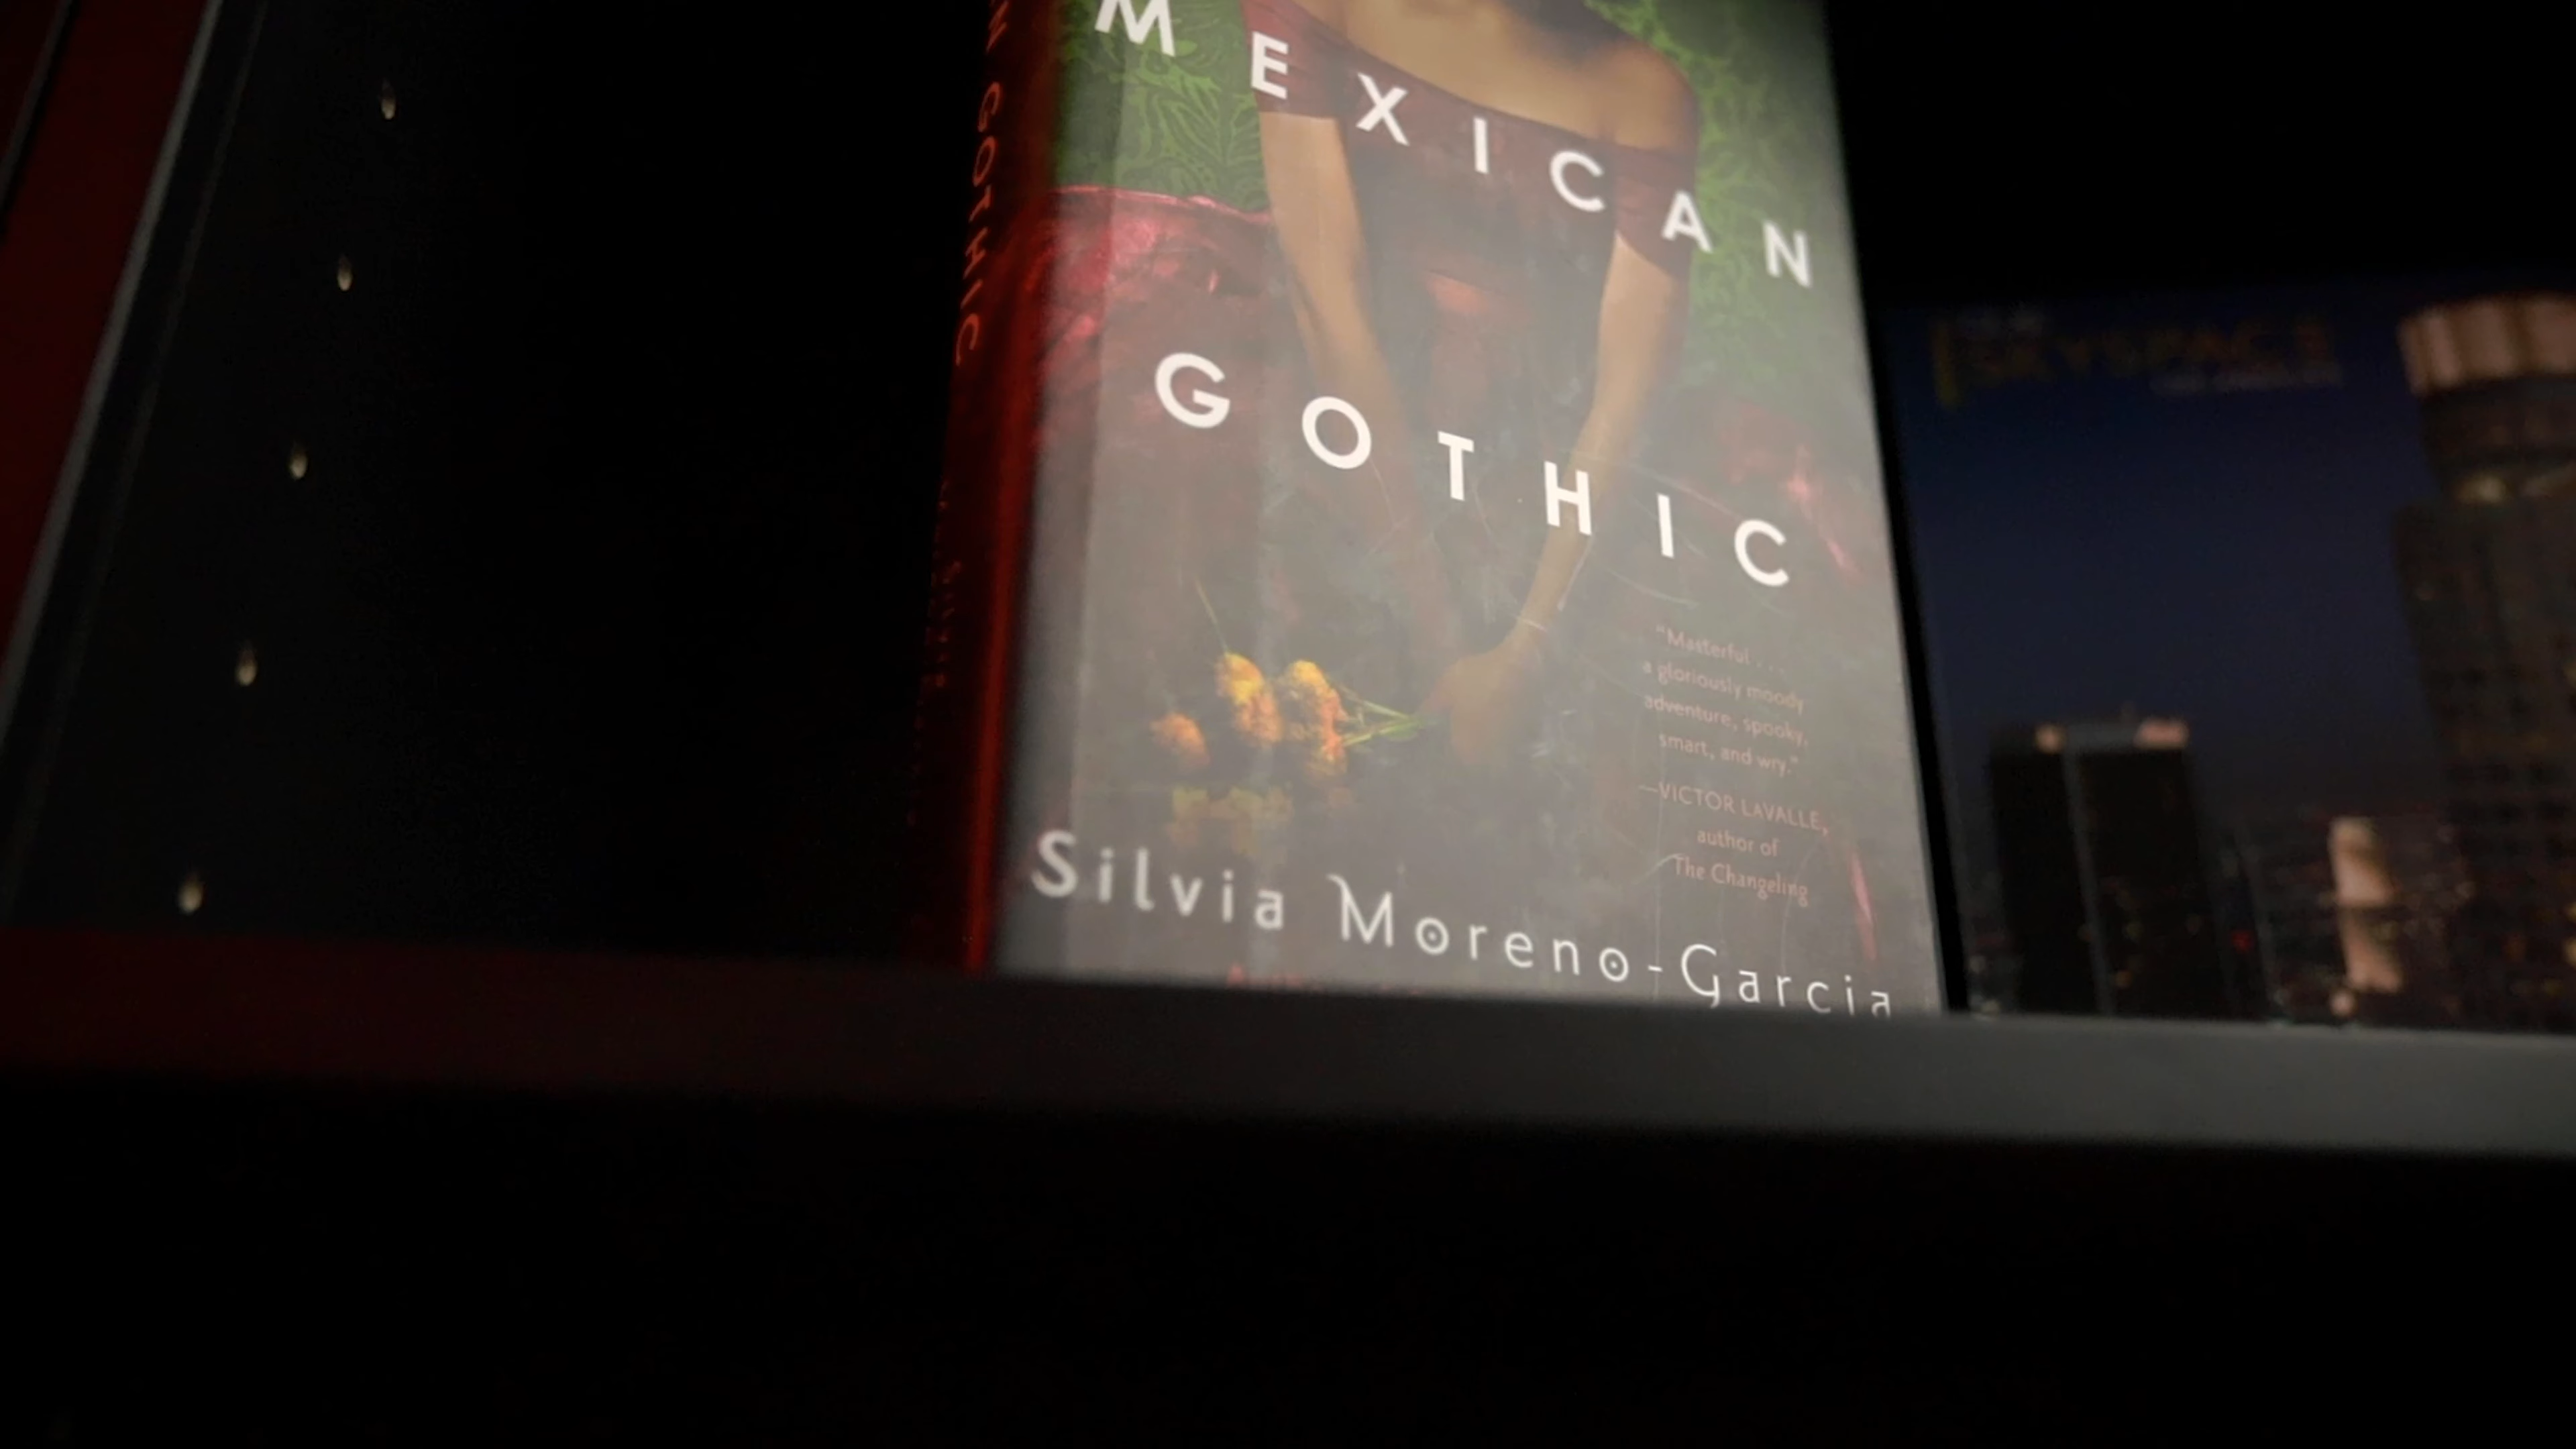 MEXICAN
GOTHIC
"Masterful . . .
a gloriously moody
adventure, spooky,
smart, and wry."
—VICTOR LAVALLE,
author of
The Changeling
Silvia Moreno-Garcia
GOTHIC
SKYSPACE